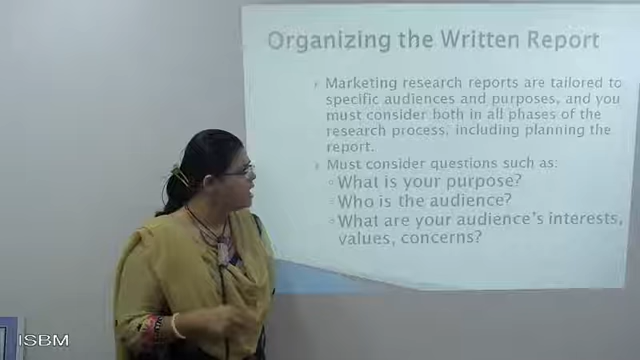 Organizing the Written Report
Marketing research reports are tailored to
specific audiences and purposes, and you
must consider both in all phases of the
research process, including planning the
report.
Must consider questions such as:
What is your purpose?
Who is the audience?
What are your audience's interests,
values, concerns?
ISBM